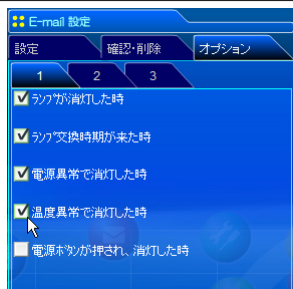 E-mail 設定
設定 確認・削除 オプション
1 2 3
ランプが消灯した時
ランプ交換時期が来た時
電源異常で消灯した時
温度異常で消灯した時
電源ボタンが押され、消灯した時